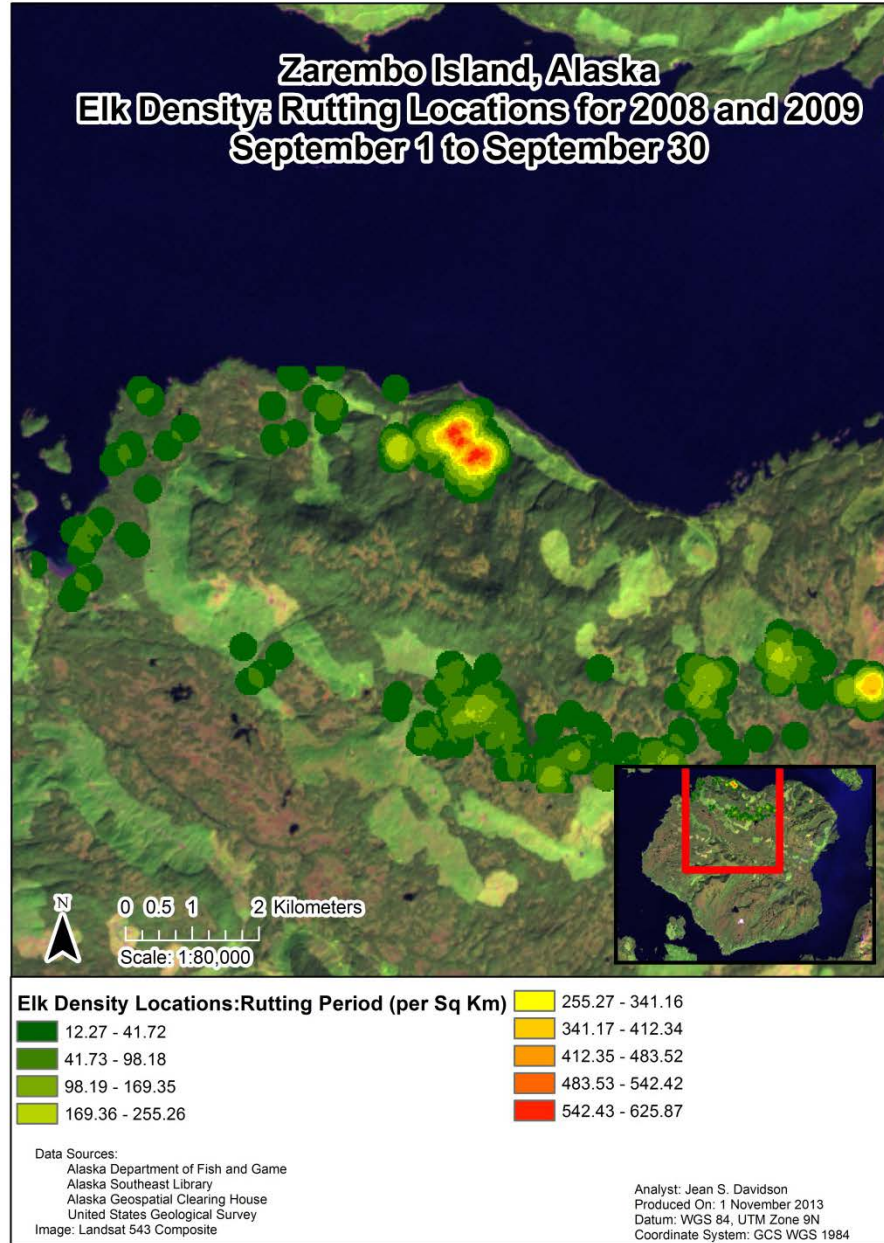 Zarembo Island, Alaska
Elk Density: Rutting Locations for 2008 and 2009
September 1 to September 30
N
0 0.5 1 2 Kilometers
Scale: 1:80,000
Elk Density Locations:Rutting Period (per Sq Km)
12.27 - 41.72
41.73 - 98.18
98.19 - 169.35
169.36 - 255.26
255.27 - 341.16
341.17 - 412.34
412.35 - 483.52
483.53 - 542.42
542.43 - 625.87
Data Sources:
Alaska Department of Fish and Game
Alaska Southeast Library
Alaska Geospatial Clearing House
United States Geological Survey
Image: Landsat 543 Composite
Analyst: Jean S. Davidson
Produced On: 1 November 2013
Datum: WGS 84, UTM Zone 9N
Coordinate System: GCS WGS 1984